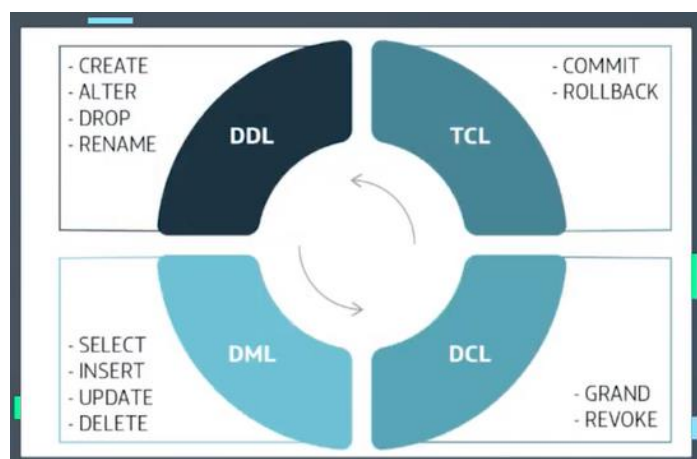 - CREATE
- ALTER
- DROP
- RENAME
DDL
TCL
- COMMIT
- ROLLBACK
- SELECT
- INSERT
- UPDATE
- DELETE
DML
DCL
- GRAND
- REVOKE